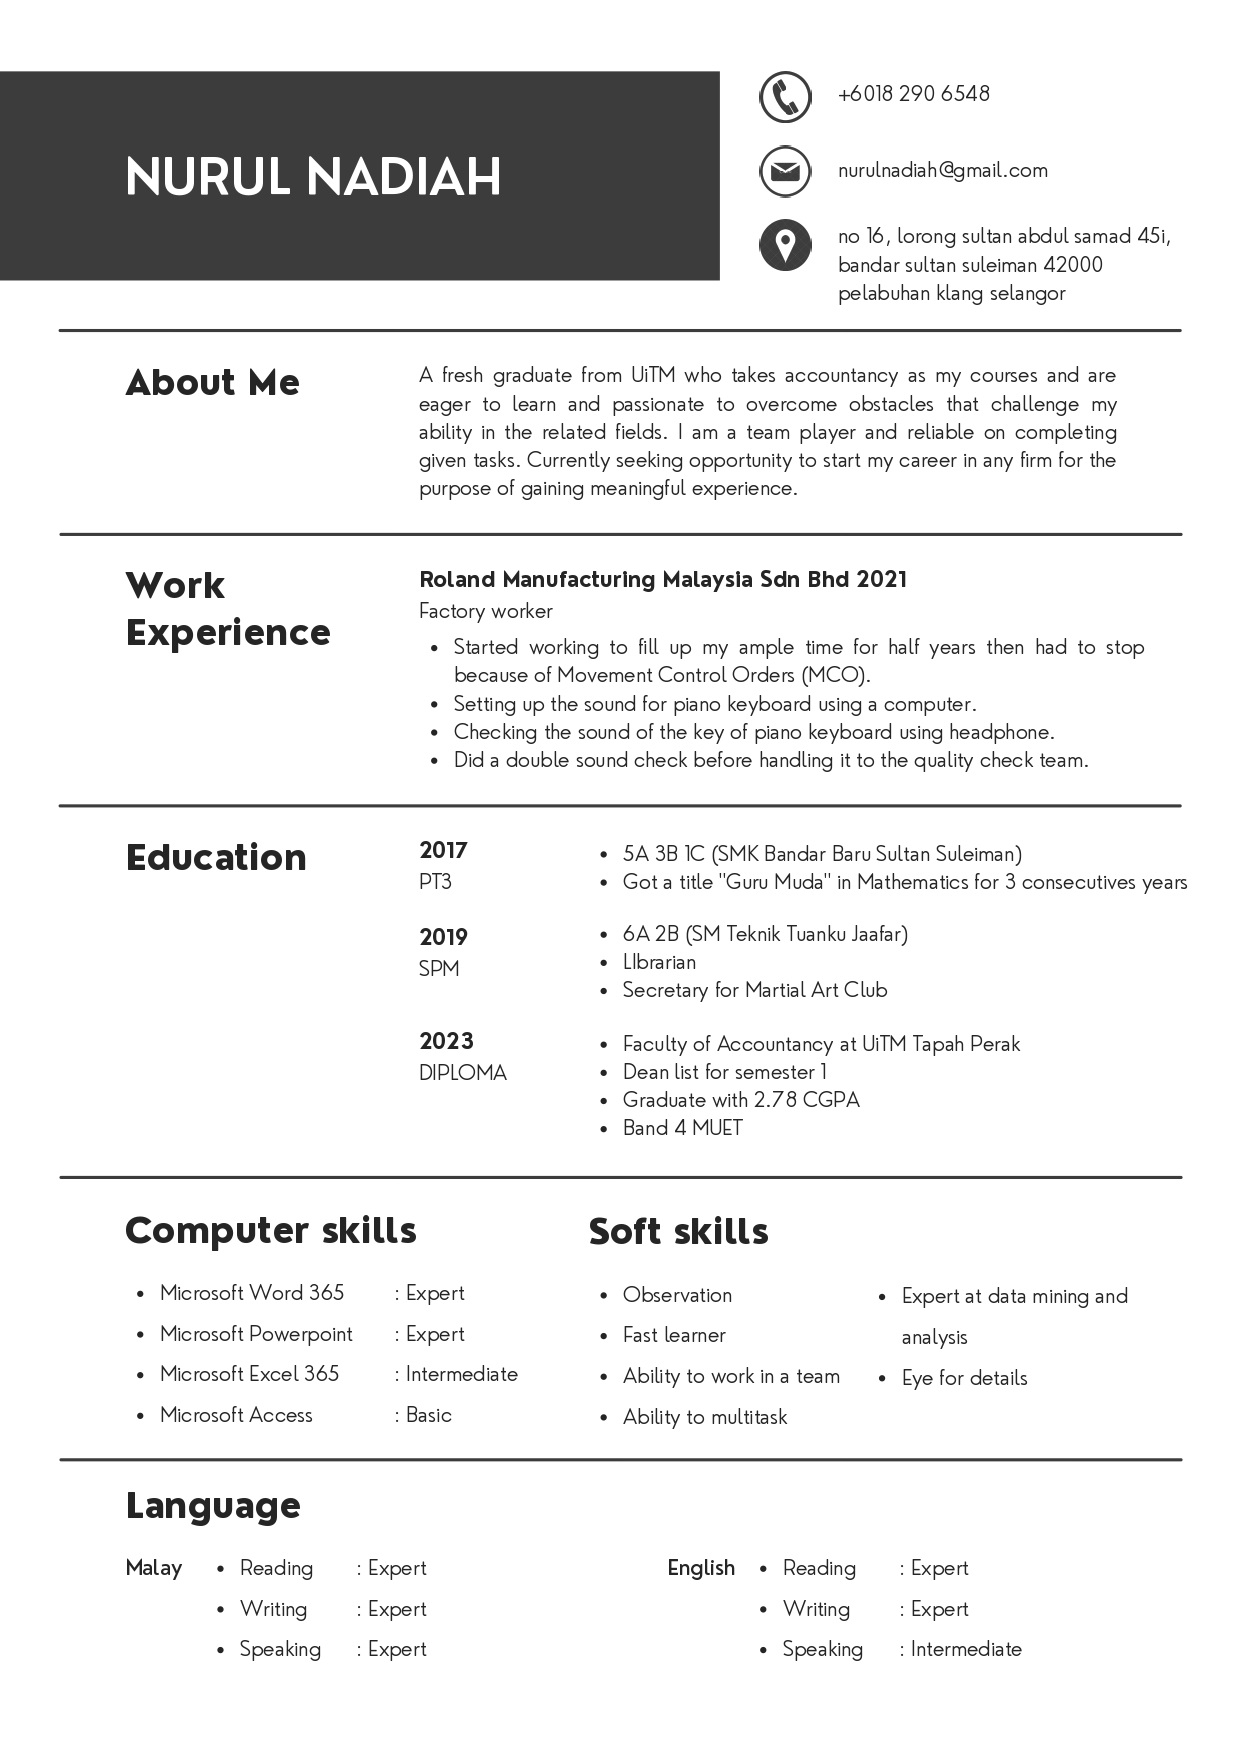 NURUL NADIAH
+6018 290 6548
nurulnadiah@gmail.com
no 16, lorong sultan abdul samad 45i,
bandar sultan suleiman 42000
pelabuhan klang selangor
About Me
A fresh graduate from UiTM who takes accountancy as my courses and are
eager to learn and passionate to overcome obstacles that challenge my
ability in the related fields. I am a team player and reliable on completing
given tasks. Currently seeking opportunity to start my career in any firm for the
purpose of gaining meaningful experience.
Work
Experience
Roland Manufacturing Malaysia Sdn Bhd 2021
Factory worker
• Started working to fill up my ample time for half years then had to stop
because of Movement Control Orders (MCO).
• Setting up the sound for piano keyboard using a computer.
• Checking the sound of the key of piano keyboard using headphone.
• Did a double sound check before handling it to the quality check team.
Education
2017
PT3
• 5A 3B 1C (SMK Bandar Baru Sultan Suleiman)
• Got a title "Guru Muda" in Mathematics for 3 consecutives years
2019
SPM
• 6A 2B (SM Teknik Tuanku Jaafar)
• LIbrarian
• Secretary for Martial Art Club
2023
DIPLOMA
• Faculty of Accountancy at UiTM Tapah Perak
• Dean list for semester 1
• Graduate with 2.78 CGPA
• Band 4 MUET
Computer skills
• Microsoft Word 365 : Expert
• Microsoft Powerpoint : Expert
• Microsoft Excel 365 : Intermediate
• Microsoft Access : Basic
Soft skills
• Observation
• Fast learner
• Ability to work in a team
• Ability to multitask
• Expert at data mining and
analysis
• Eye for details
Language
Malay • Reading : Expert
• Writing : Expert
• Speaking : Expert
English • Reading : Expert
• Writing : Expert
• Speaking : Intermediate